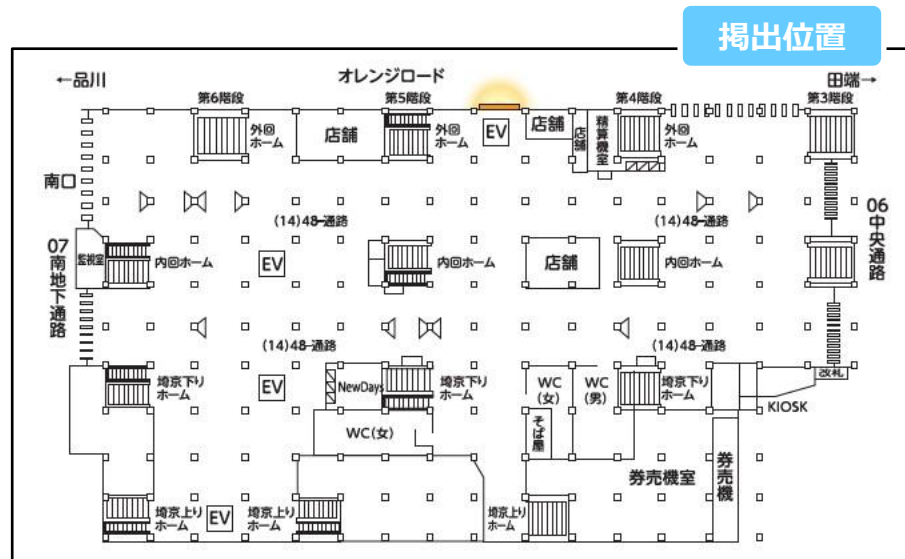 掲出位置
←品川
オレンジロード
田端→
第6階段
第5階段
第4階段
第3階段
外回
ホーム
店舗
外回
ホーム
EV
店舗
店舗
精算機室
外回
ホーム
南口
(14)48-通路
(14)48-通路
06中央通路
07南地下通路
監視室
内回ホーム
EV
内回ホーム
店舗
内回ホーム
(14)48-通路
(14)48-通路
埼京下り
ホーム
EV
NewDays
埼京下り
ホーム
WC
(女)
WC
(男)
埼京下り
ホーム
改札
KIOSK
WC(女)
そば屋
券売機室
券売機
埼京上り
ホーム
EV
埼京上り
ホーム
埼京上り
ホーム